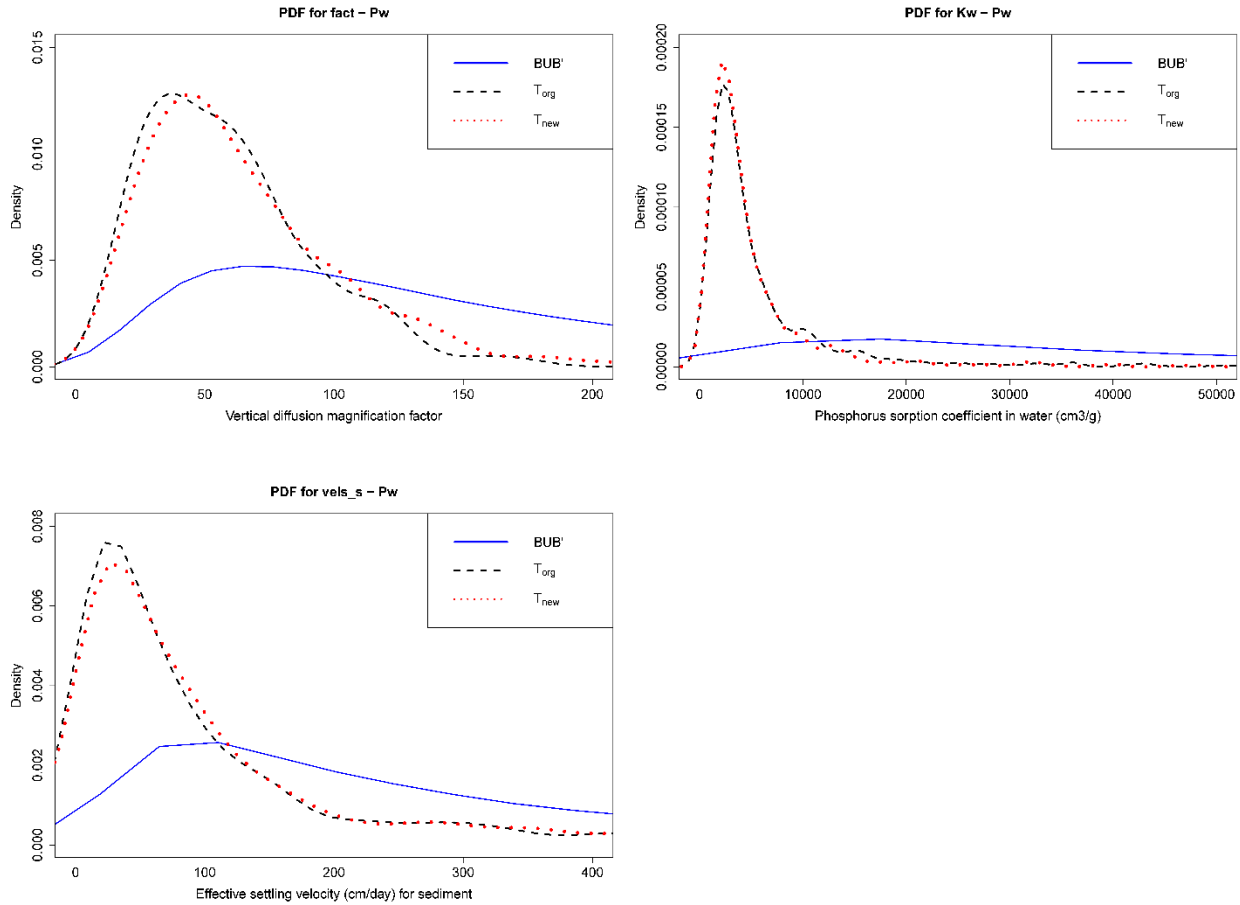 PDF for fact − Pw
BUB'
Torg
Tnew
0.015
0.010
0.005
0.000
Density
0
50
100
150
200
Vertical diffusion magnification factor
PDF for Kw − Pw
BUB'
Torg
Tnew
0.00020
0.00015
0.00010
0.00005
0.00000
Density
0
10000
20000
30000
40000
50000
Phosphorus sorption coefficient in water (cm3/g)
PDF for vels_s − Pw
BUB'
Torg
Tnew
0.008
0.006
0.004
0.002
0.000
Density
0
100
200
300
400
Effective settling velocity (cm/day) for sediment